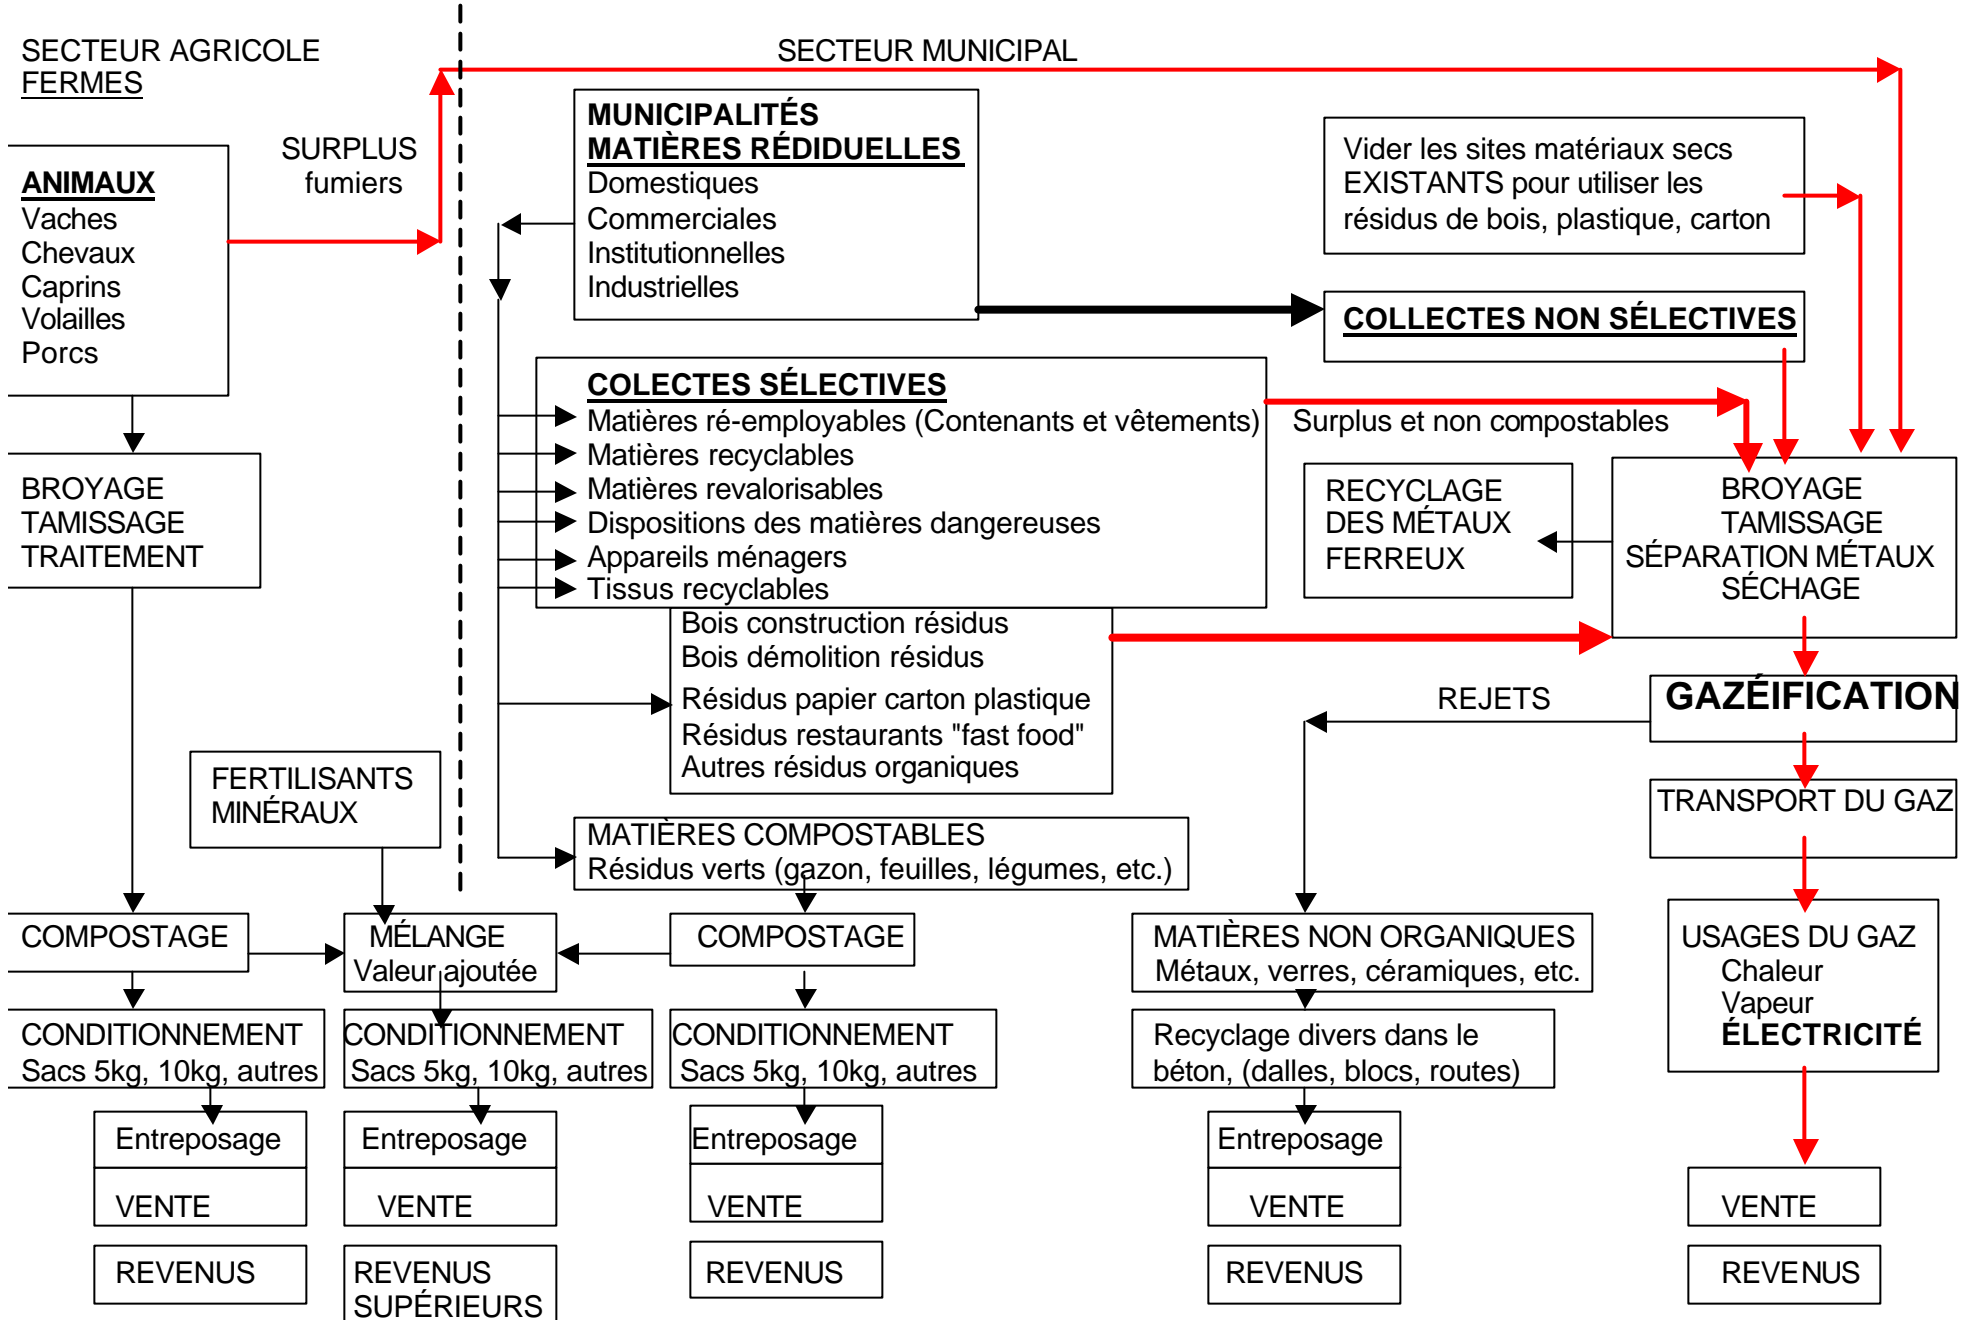 SECTEUR AGRICOLE
FERMES
SECTEUR MUNICIPAL
SURPLUS
fumiers
ANIMAUX
Vaches
Chevaux
Caprins
Volailles
Porcs
MUNICIPALITÉS
MATIÈRES RÉDIDUELLES
Domestiques
Commerciales
Institutionnelles
Industrielles
Vider les sites matériaux secs
EXISTANTS pour utiliser les
résidus de bois, plastique, carton
COLLECTES NON SÉLECTIVES
COLECTES SÉLECTIVES
Matières ré-employables (Contenants et vêtements)
Matières recyclables
Matières revalorisables
Dispositions des matières dangereuses
Appareils ménagers
Tissus recyclables
Surplus et non compostables
BROYAGE
TAMISSAGE
TRAITEMENT
RECYCLAGE
DES MÉTAUX
FERREUX
BROYAGE
TAMISSAGE
SÉPARATION MÉTAUX
SÉCHAGE
Bois construction résidus
Bois démolition résidus
Résidus papier carton plastique
Résidus restaurants "fast food"
Autres résidus organiques
REJETS
GAZÉIFICATION
TRANSPORT DU GAZ
FERTILISANTS
MINÉRAUX
MATIÈRES COMPOSTABLES
Résidus verts (gazon, feuilles, légumes, etc.)
COMPOSTAGE
MÉLANGE
Valeur ajoutée
COMPOSTAGE
MATIÈRES NON ORGANIQUES
Métaux, verres, céramiques, etc.
USAGES DU GAZ
Chaleur
Vapeur
ÉLECTRICITÉ
CONDITIONNEMENT
Sacs 5kg, 10kg, autres
CONDITIONNEMENT
Sacs 5kg, 10kg, autres
CONDITIONNEMENT
Sacs 5kg, 10kg, autres
Recyclage divers dans le
béton, (dalles, blocs, routes)
Entreposage
Entreposage
Entreposage
Entreposage
VENTE
VENTE
VENTE
VENTE
VENTE
REVENUS
REVENUS
SUPÉRIEURS
REVENUS
REVENUS
REVENUS